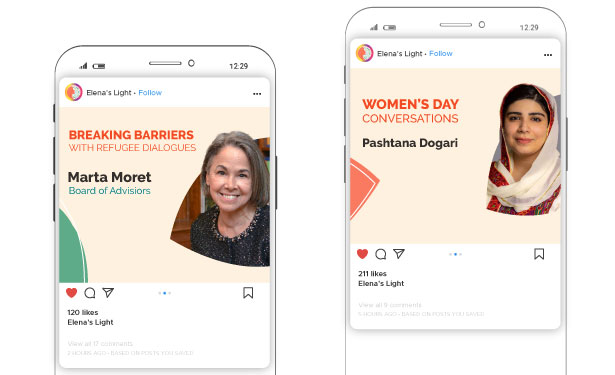 12:29
Elena's Light • Follow
BREAKING BARRIERS
WITH REFUGEE DIALOGUES
Marta Moret
Board of Advisiors
120 likes
Elena's Light
View all 17 comments
2 HOURS AGO • BASED ON POSTS YOU SAVED
12:29
Elena's Light • Follow
WOMEN'S DAY
CONVERSATIONS
Pashtana Dogari
211 likes
Elena's Light
View all 9 comments
5 HOURS AGO • BASED ON POSTS YOU SAVED